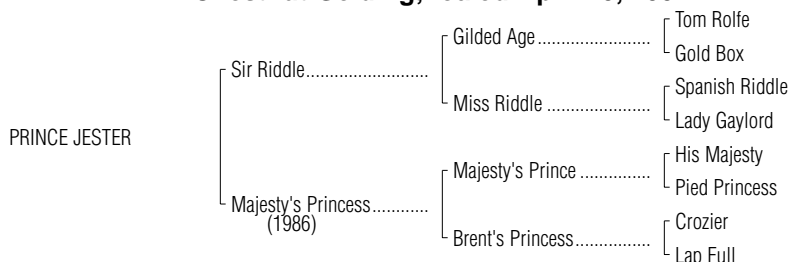 Tom Rolfe
Gilded Age
Gold Box
Sir Riddle
Spanish Riddle
Miss Riddle
Lady Gaylord
PRINCE JESTER
His Majesty
Majesty's Prince
Pied Princess
Majesty's Princess
(1986)
Crozier
Brent's Princess
Lap Full